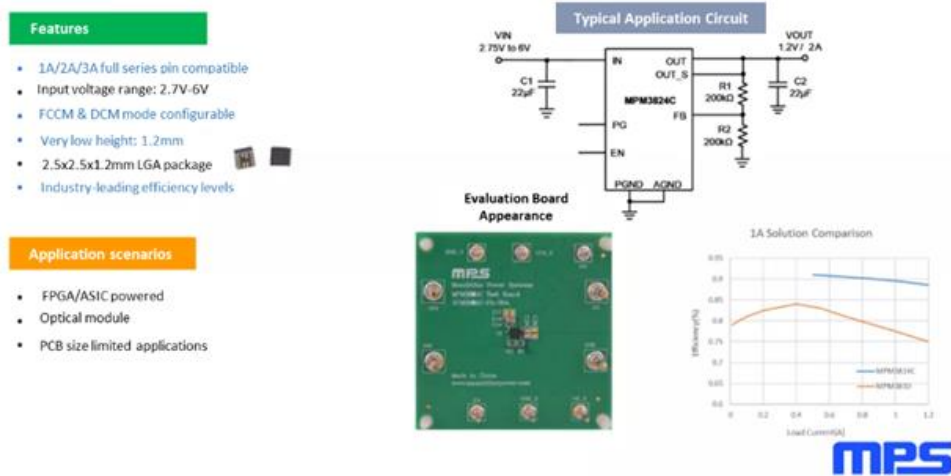 Features
1A/2A/3A full series pin compatible
Input voltage range: 2.7V-6V
FCCM & DCM mode configurable
Very low height: 1.2mm
2.5x2.5x1.2mm LGA package
Industry-leading efficiency levels
Application scenarios
FPGA/ASIC powered
Optical module
PCB size limited applications
Typical Application Circuit
VIN
2.75V to 6V
VOUT
1.2V / 2A
IN
OUT
OUT_S
C1
22μF
MPM3824C
R1
200kΩ
C2
22μF
FB
PG
R2
200kΩ
EN
PGND AGND
Evaluation Board
Appearance
MPS
Made In China
1A Solution Comparison
Efficiency(%)
0.95
0.9
0.85
0.8
0.75
0.7
0.65
0.6
MPM3824C
0 0.2 0.4 0.6 0.8 1 1.2
Load Current(A)
MPS